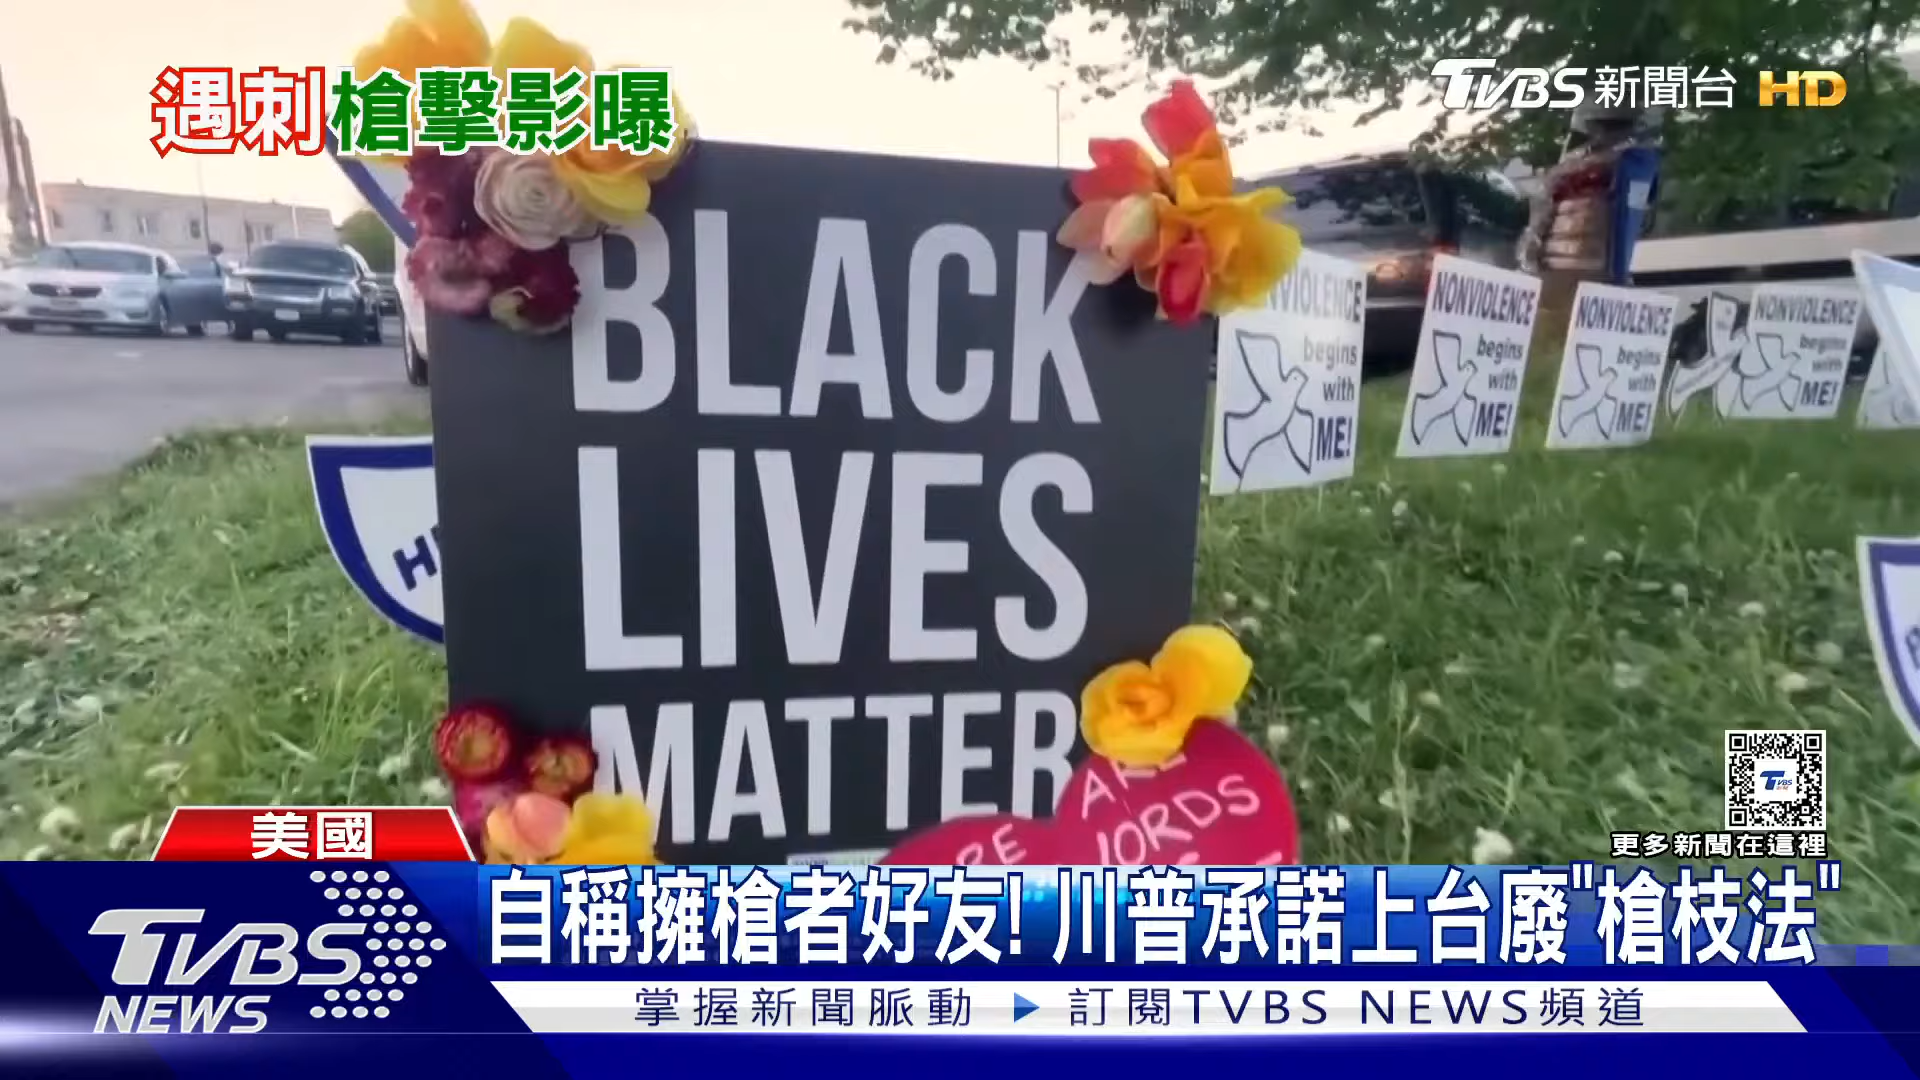 遇刺槍擊影曝
TVBS新聞台 HD
BLACK
LIVES
MATTER
NVIOLENCE
begins
with
ME!
NONVIOLENCE
begins
with
ME!
NONVIOLENCE
begins
with
ME!
NONVIOLENCE
begins
with
ME!
ARE
WORDS
TVBS
更多新聞在這裡
美國
自稱擁槍者好友! 川普承諾上台廢"槍枝法"
TVBS
NEWS
掌握新聞脈動 ▶ 訂閱TVBS NEWS頻道